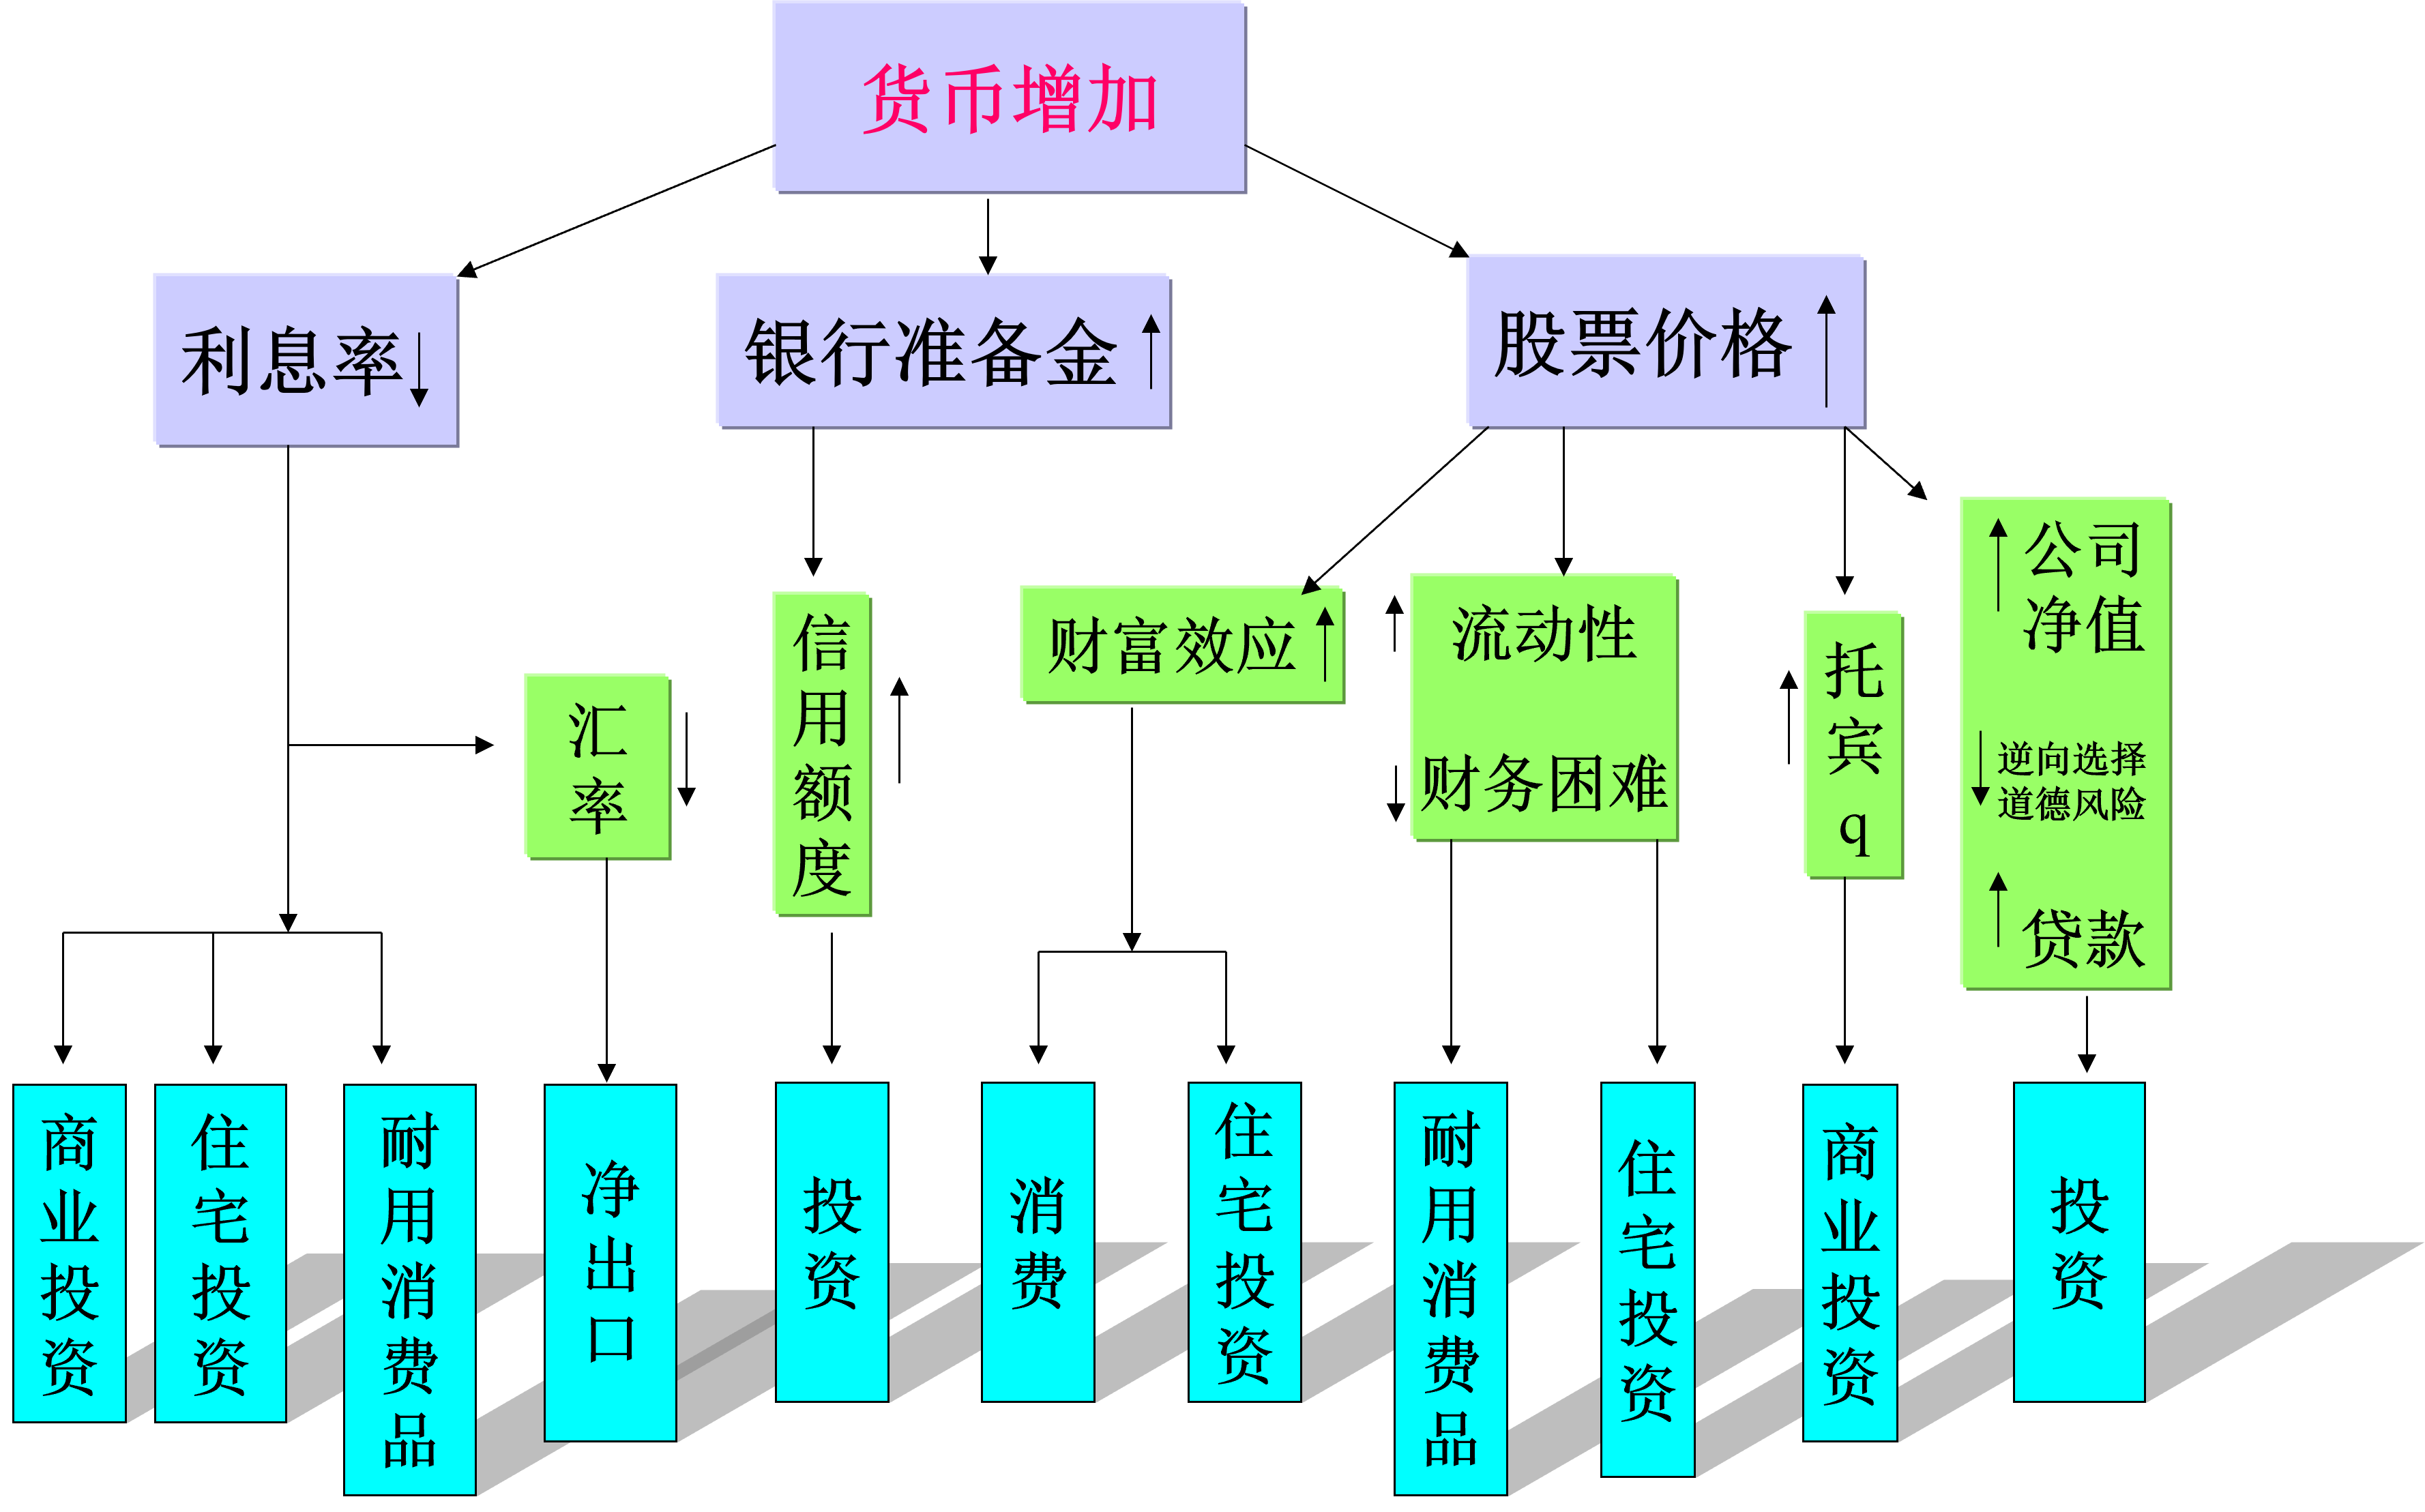 货币增加
利息率
银行准备金
股票价格
汇率
信用额度
财富效应
流动性
财务困难
托宾q
公司
净值
逆向选择
道德风险
贷款
商业投资
住宅投资
耐用消费品
净出口
投资
消费
住宅投资
耐用消费品
住宅投资
商业投资
投资